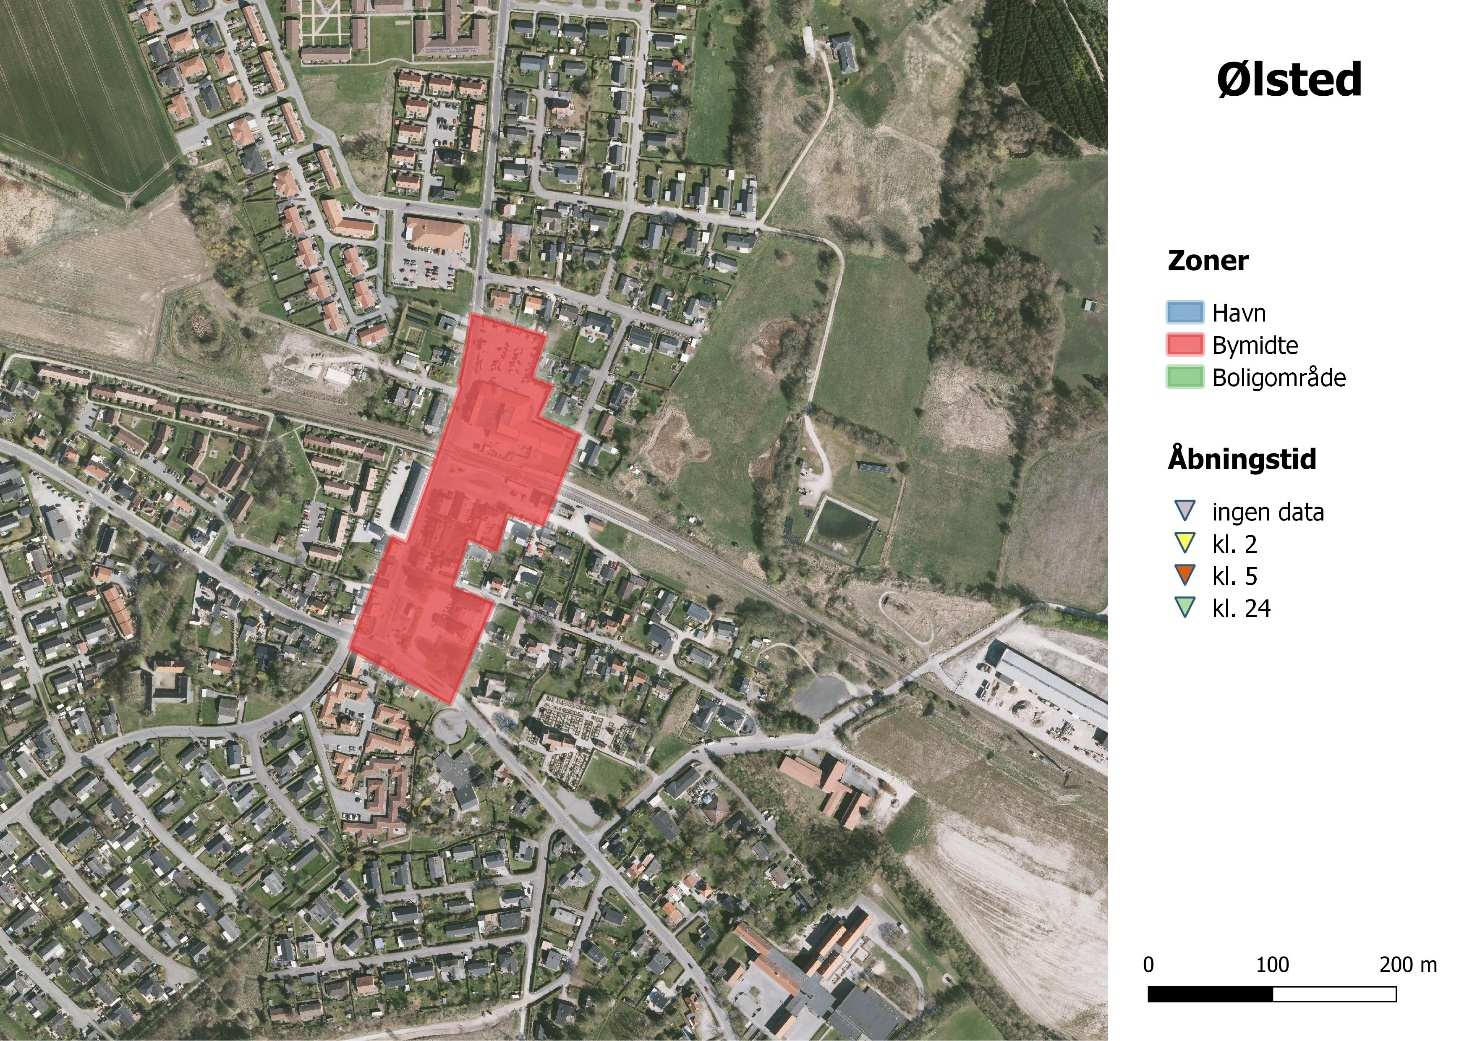 Ølsted
Zoner
Havn
Bymidte
Boligområde
Åbningstid
ingen data
kl. 2
kl. 5
kl. 24
0 100 200 m